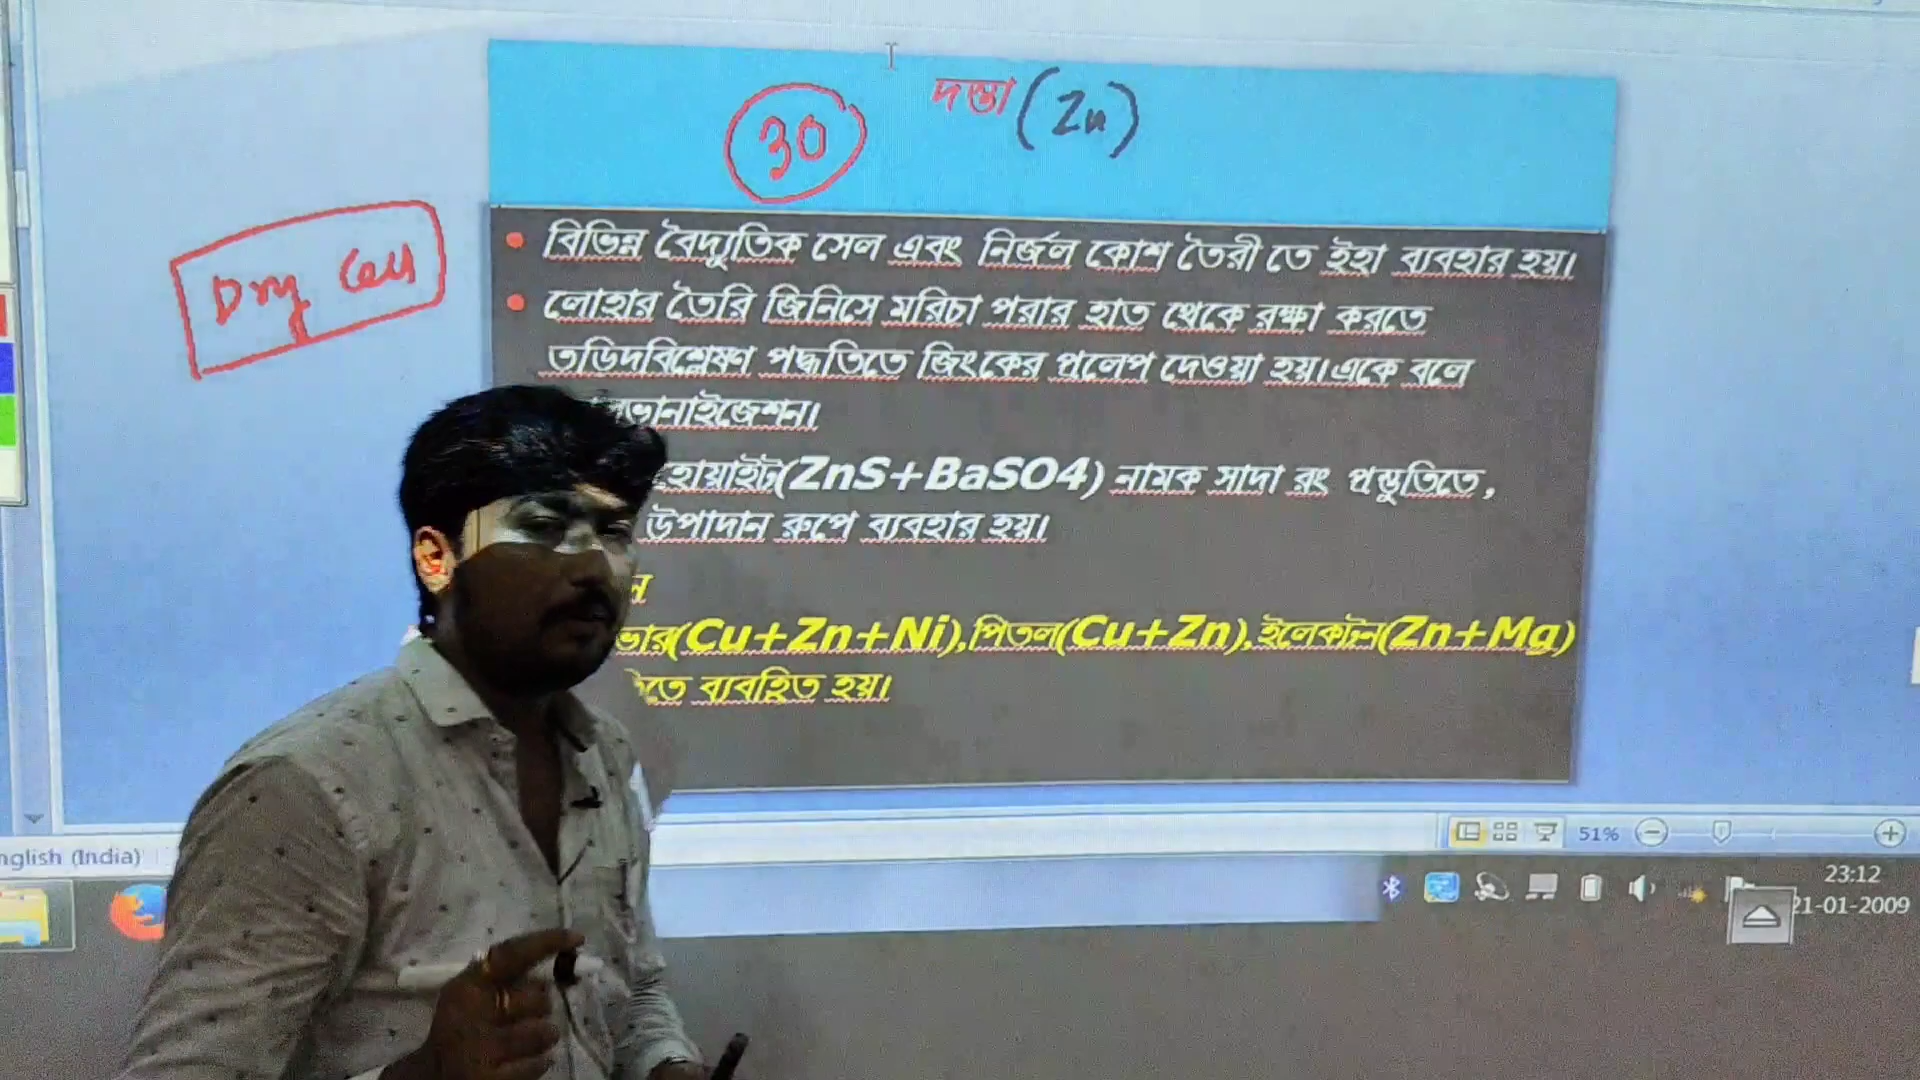 দস্তা (Zn)
30
Dry Cell
বিভিন্ন বৈদ্যুতিক সেল এবং নির্জল কোশ তৈরী তে ইহা ব্যবহার হয়।
লোহার তৈরি জিনিসে মরিচা পরার হাত থেকে রক্ষা করতে
তডিদবিশ্লেষণ পদ্ধতিতে জিংকের প্রলেপ দেওয়া হয়।একে বলে
ভানাইজেশন।
হোয়াইট(ZnS+BaSO4) নামক সাদা রং প্রস্তুতিতে,
উপাদান রুপে ব্যবহার হয়।
ভার(Cu+Zn+Ni),পিতল(Cu+Zn),ইলেকট্রন(Zn+Mg)
তে ব্যবহিত হয়।
51%
nglish (India)
23:12
21-01-2009